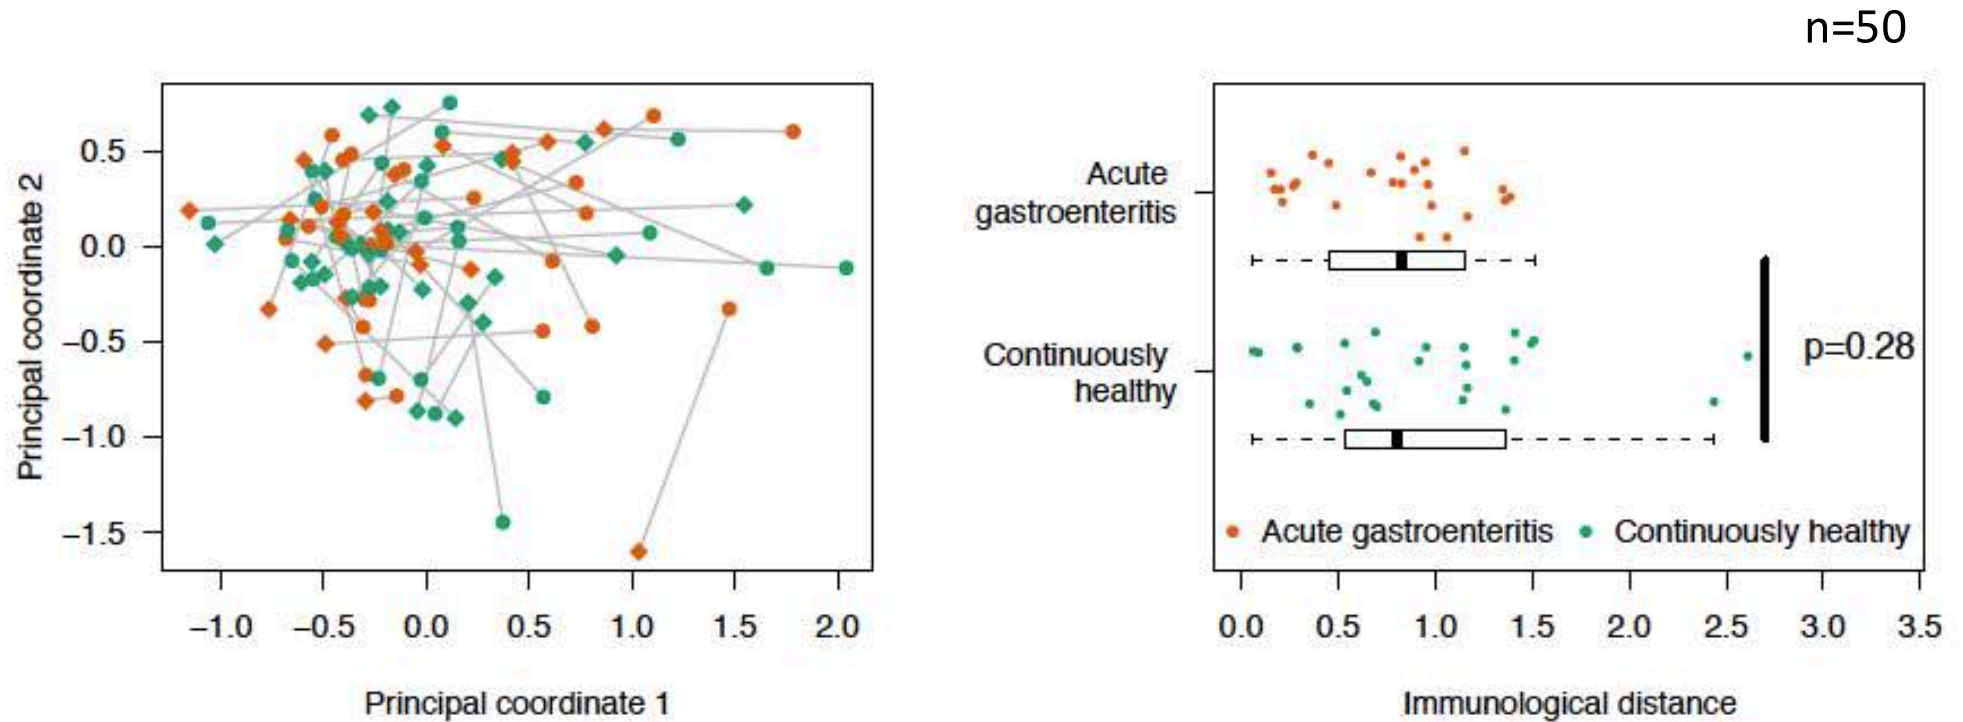 n=50
Principal coordinate 2
0.5
0.0
−0.5
−1.0
−1.5
−1.0 −0.5 0.0 0.5 1.0 1.5 2.0
Principal coordinate 1
Acute
gastroenteritis
Continuously
healthy
p=0.28
Acute gastroenteritis Continuously healthy
0.0 0.5 1.0 1.5 2.0 2.5 3.0 3.5
Immunological distance